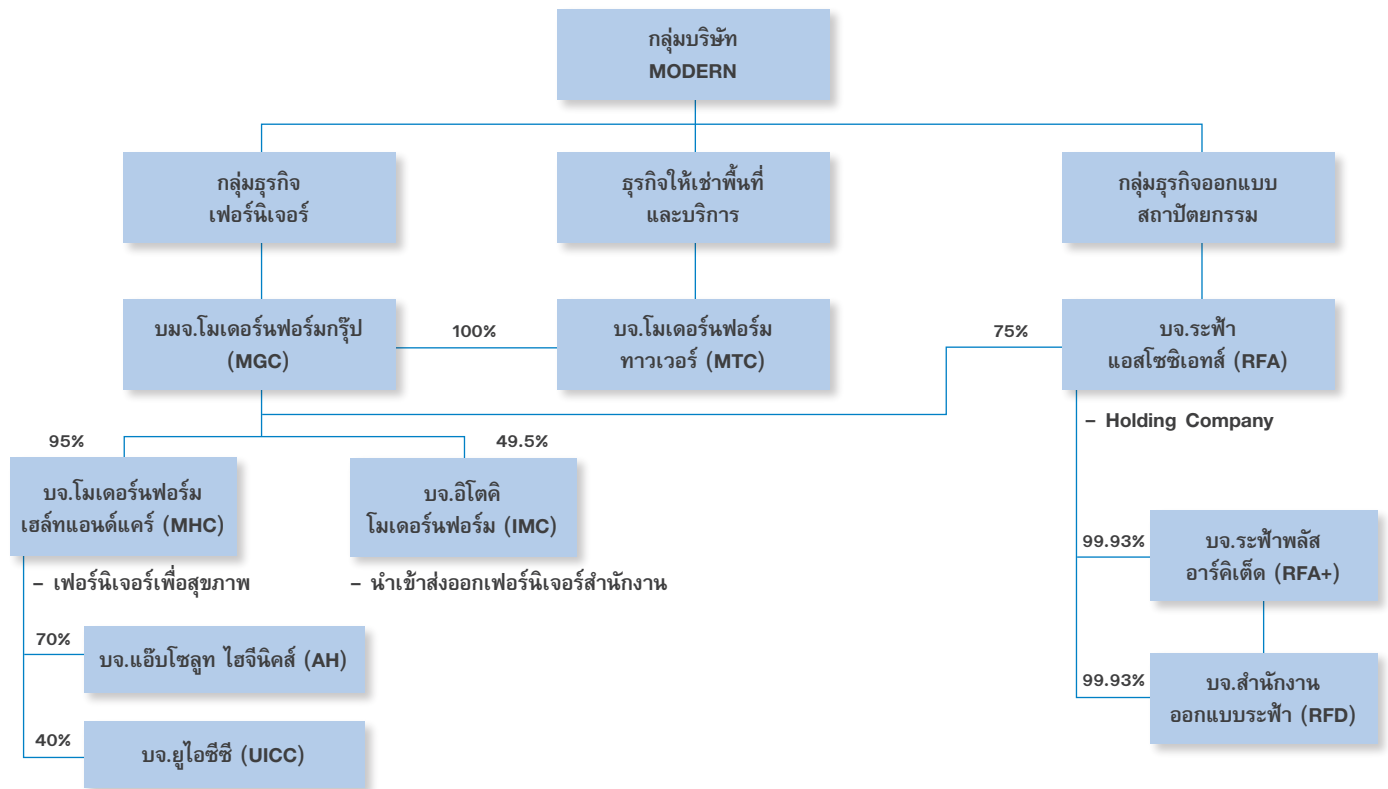 กลุ่มบริษัท
MODERN
กลุ่มธุรกิจ
เฟอร์นิเจอร์
ธุรกิจให้เช่าพื้นที่
และบริการ
กลุ่มธุรกิจออกแบบ
สถาปัตยกรรม
บมจ.โมเดอร์นฟอร์มกรุ๊ป
(MGC)
100%
บจ.โมเดอร์นฟอร์ม
ทาวเวอร์ (MTC)
75%
บจ.ระฟ้า
แอสโซซิเอทส์ (RFA)
– Holding Company
95%
49.5%
บจ.โมเดอร์นฟอร์ม
เฮล์ทแอนด์แคร์ (MHC)
บจ.อิโตคิ
โมเดอร์นฟอร์ม (IMC)
– เฟอร์นิเจอร์เพื่อสุขภาพ
– นำเข้าส่งออกเฟอร์นิเจอร์สำนักงาน
99.93%
บจ.ระฟ้าพลัส
อาร์คิเต็ด (RFA+)
70%
บจ.แอ๊บโซลูท ไฮจีนิคส์ (AH)
99.93%
บจ.สำนักงาน
ออกแบบระฟ้า (RFD)
40%
บจ.ยูไอซีซี (UICC)